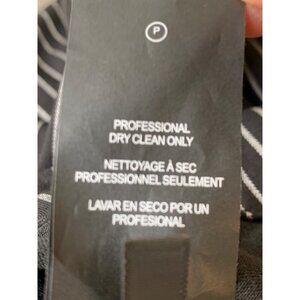 P
PROFESSIONAL
DRY CLEAN ONLY
NETTOYAGE À SEC
PROFESSIONNEL SEULEMENT
LAVAR EN SECO POR UN
PROFESIONAL